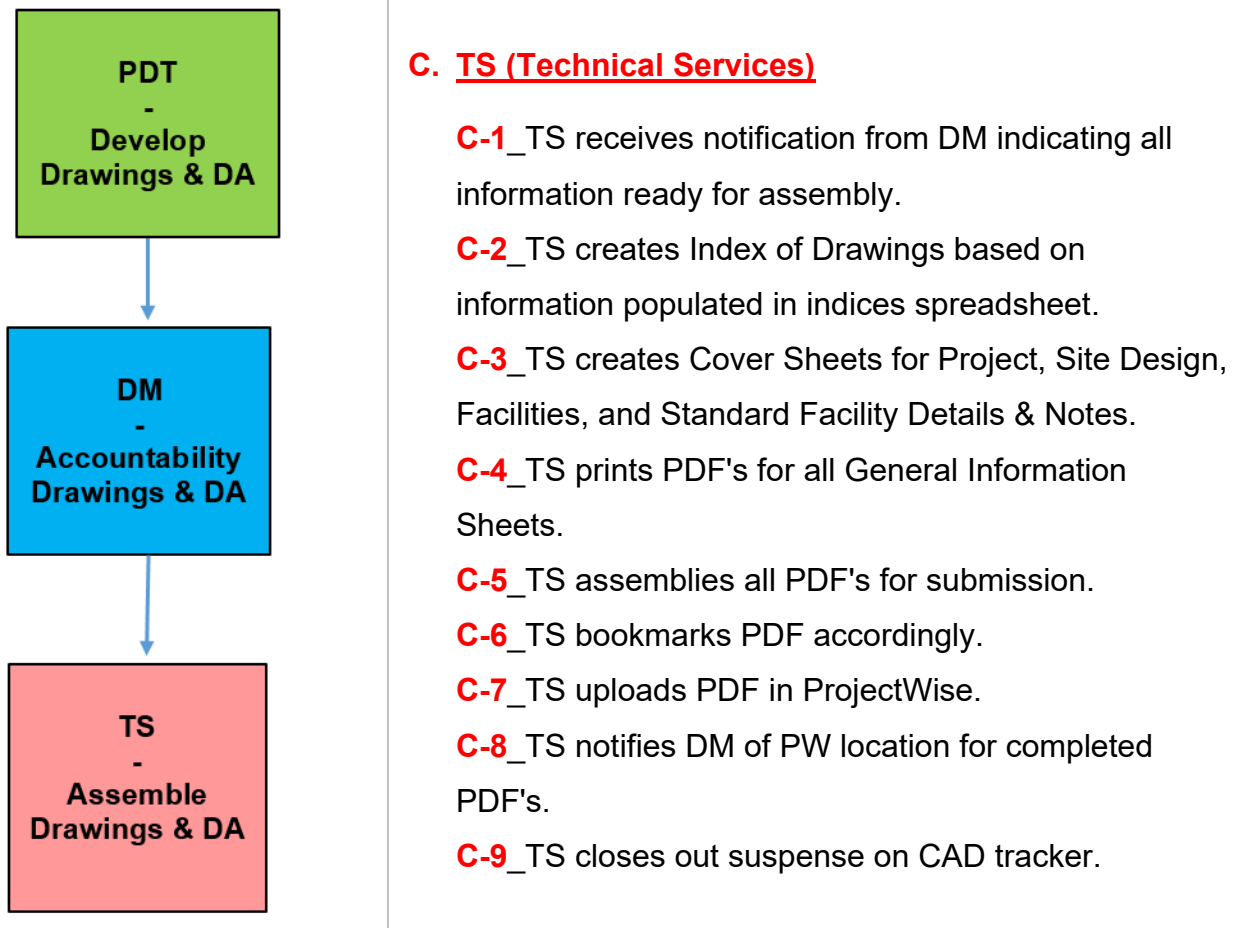 PDT
-
Develop
Drawings & DA
DM
-
Accountability
Drawings & DA
TS
-
Assemble
Drawings & DA
C. TS (Technical Services)
C-1_TS receives notification from DM indicating all
information ready for assembly.
C-2_TS creates Index of Drawings based on
information populated in indices spreadsheet.
C-3_TS creates Cover Sheets for Project, Site Design,
Facilities, and Standard Facility Details & Notes.
C-4_TS prints PDF's for all General Information
Sheets.
C-5_TS assemblies all PDF's for submission.
C-6_TS bookmarks PDF accordingly.
C-7_TS uploads PDF in ProjectWise.
C-8_TS notifies DM of PW location for completed
PDF's.
C-9_TS closes out suspense on CAD tracker.